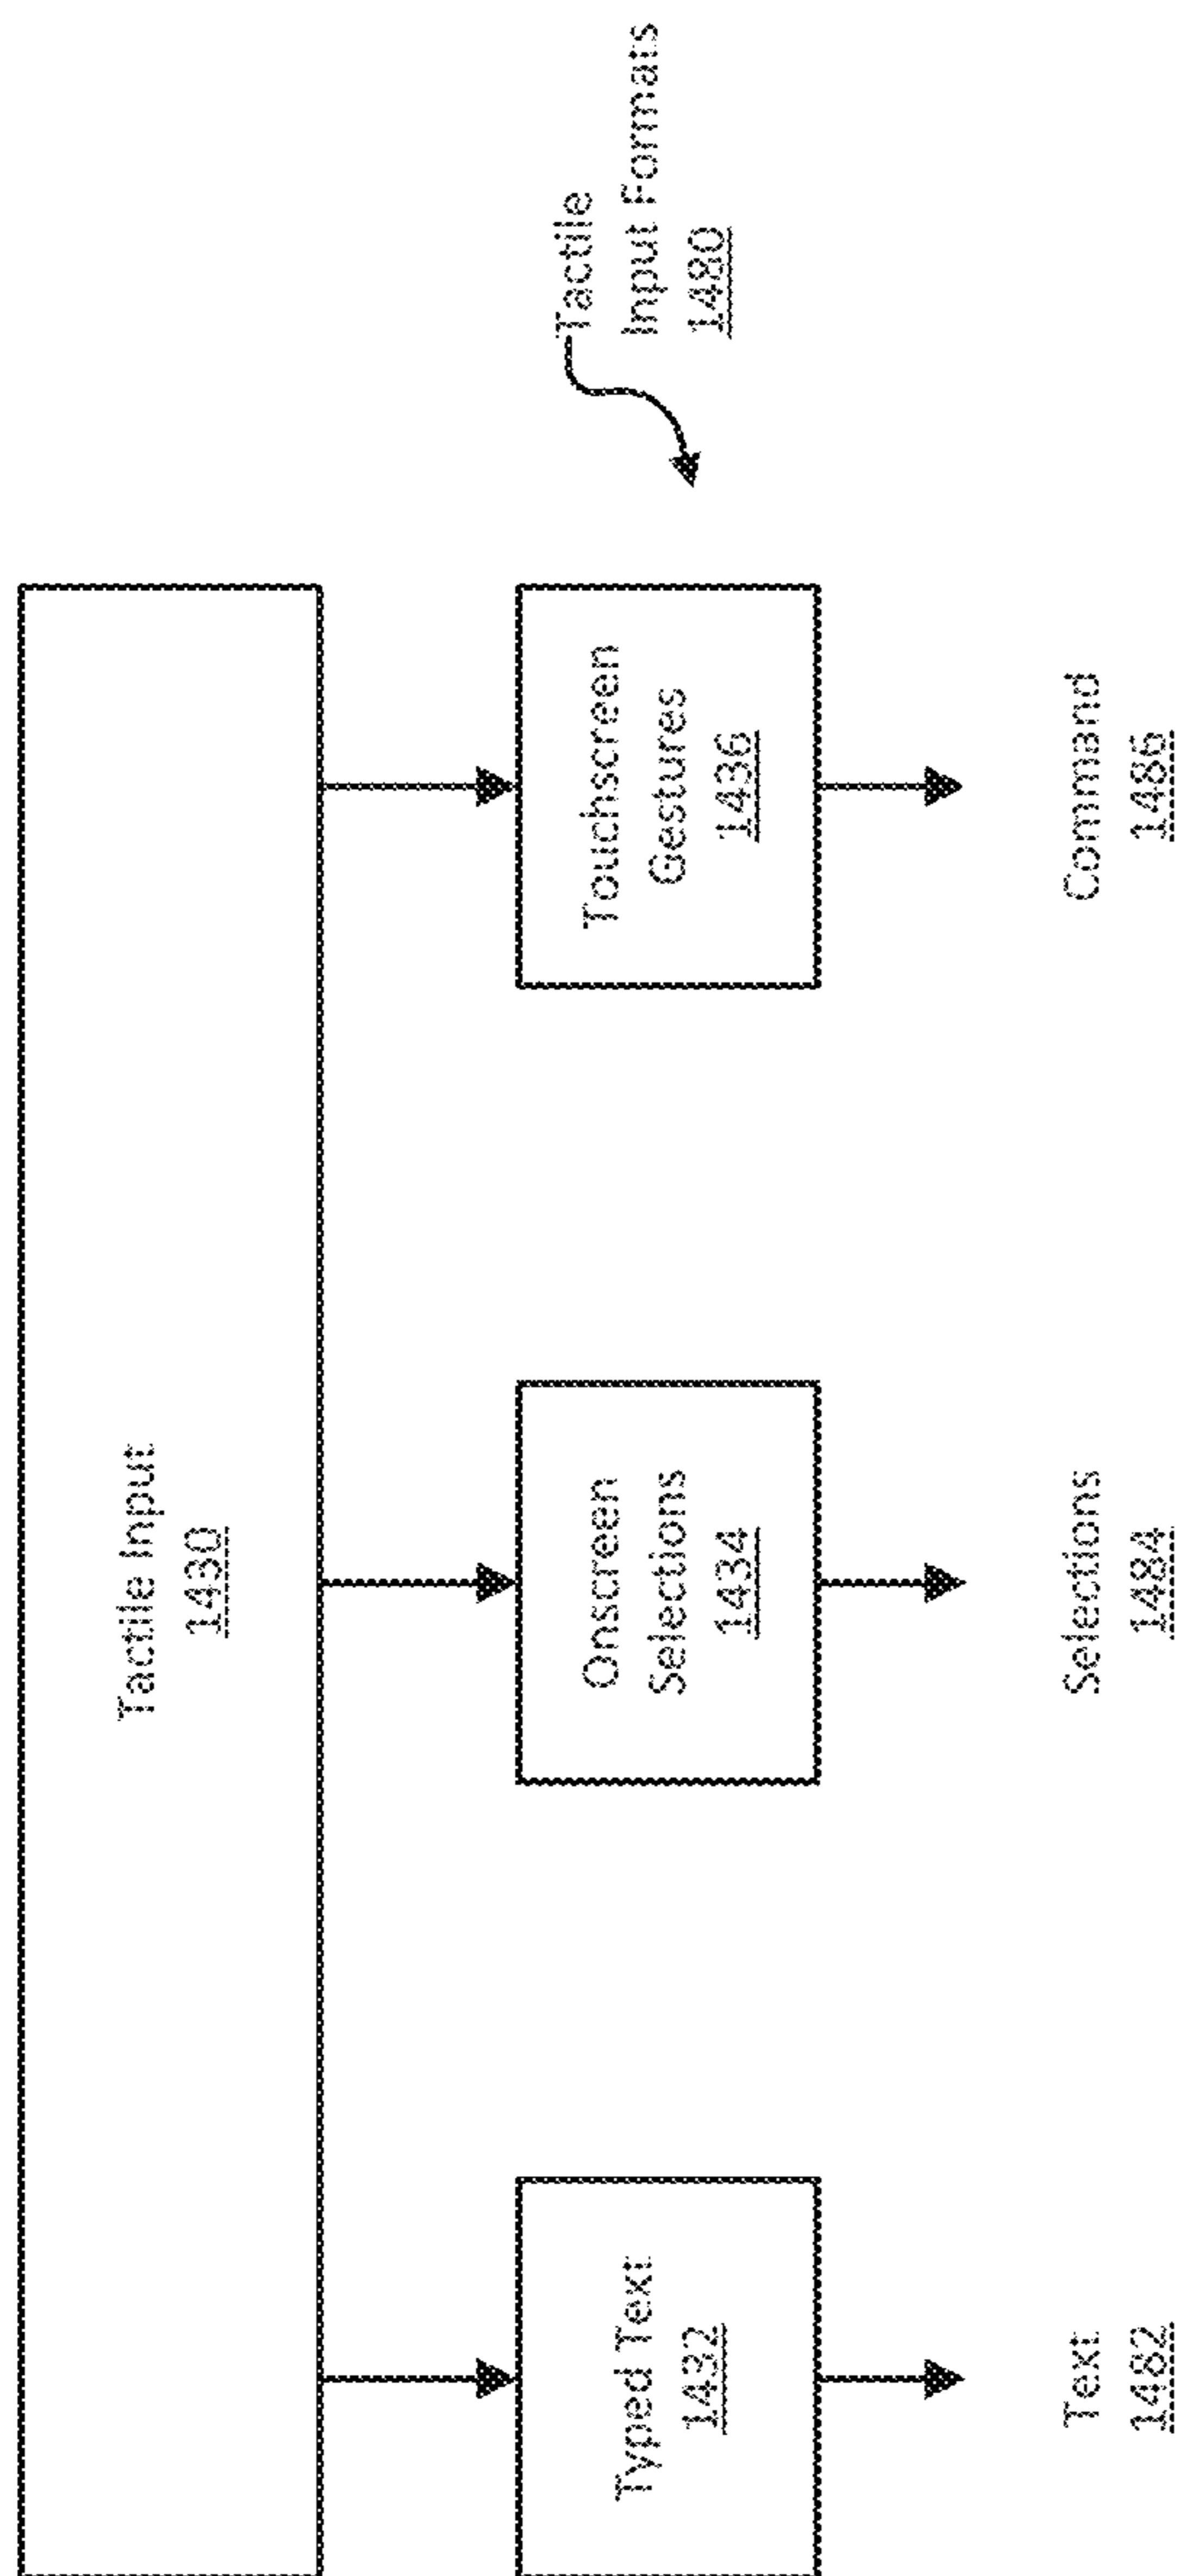 Tactile Input
1430
Typed Text
1432
Onscreen
Selections
1434
Touchscreen
Gestures
1436
Tactile
Input Formats
1480
Text
1482
Selections
1484
Command
1486